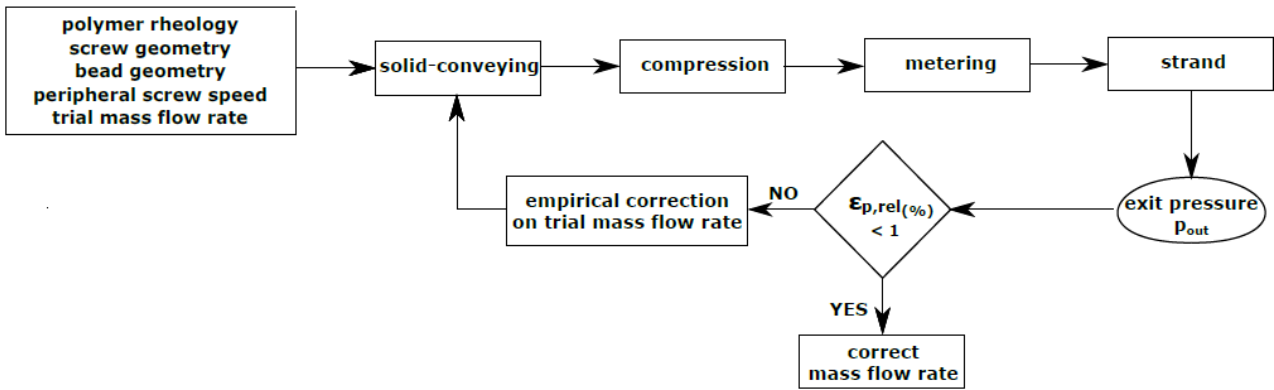 polymer rheology
screw geometry
bead geometry
peripheral screw speed
trial mass flow rate
solid-conveying
compression
metering
strand
exit pressure
pout
εp,rel(%)
< 1
NO
empirical correction
on trial mass flow rate
YES
correct
mass flow rate